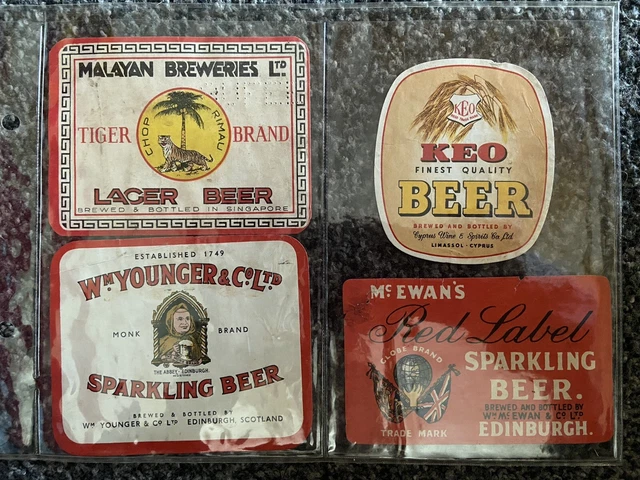 MALAYAN BREWERIES LTD.
CHOP RIMAU
TIGER BRAND
LAGER BEER
BREWED & BOTTLED IN SINGAPORE
KEO
KEO
FINEST QUALITY
BEER
BREWED AND BOTTLED BY
Cyprus Wine & Spirits Co Ltd
LIMASSOL - CYPRUS
ESTABLISHED 1749
WM YOUNGER & Co LTD
MONK BRAND
THE ABBEY EDINBURGH
SPARKLING BEER
BREWED & BOTTLED BY
WM YOUNGER & Co LTD EDINBURGH, SCOTLAND
McEWAN'S
Red Label
GLOBE BRAND
SPARKLING
BEER.
BREWED AND BOTTLED BY
WM McEWAN & Co LTD
TRADE MARK
EDINBURGH.